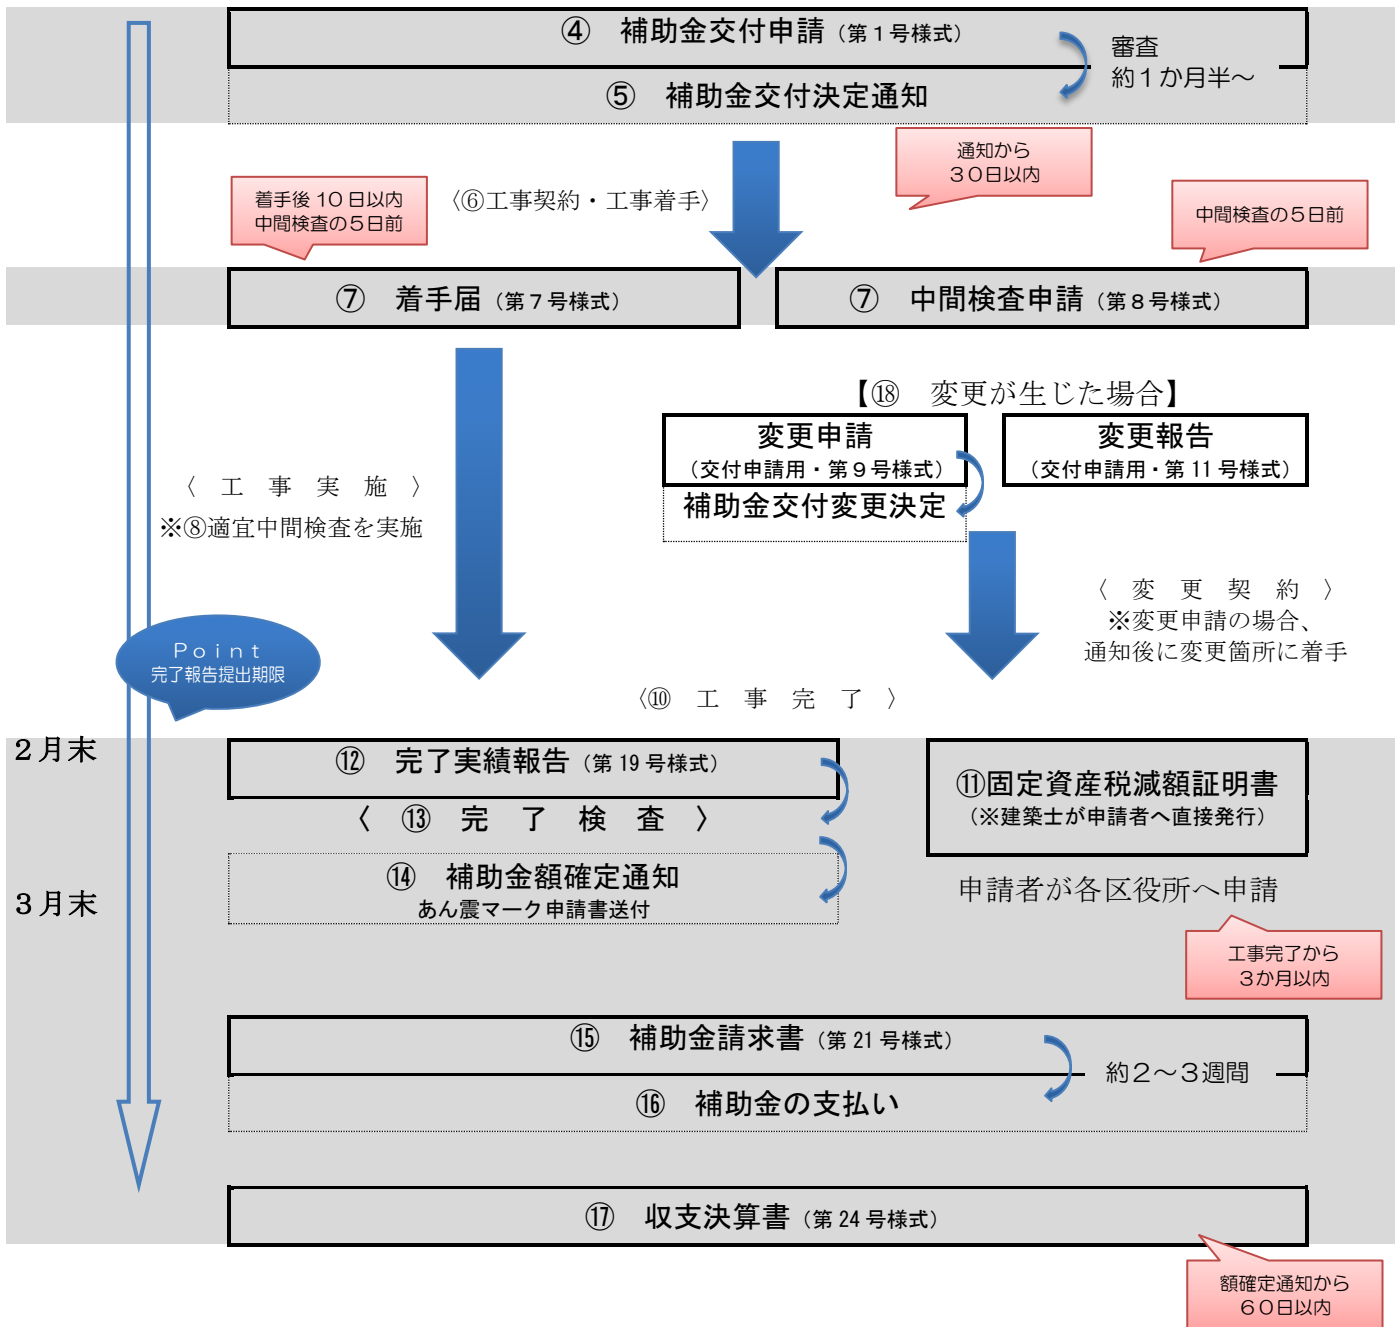 ④　補助金交付申請（第１号様式）
審査
約１か月半～
⑤　補助金交付決定通知
通知から
３０日以内
着手後10日以内
中間検査の５日前
〈⑥工事契約・工事着手〉
中間検査の５日前
⑦　着手届（第７号様式）
⑦　中間検査申請（第８号様式）
【⑱　変更が生じた場合】
変更申請
（交付申請用・第９号様式）
変更報告
（交付申請用・第11号様式）
補助金交付変更決定
〈　工　事　実　施　〉
※⑧適宜中間検査を実施
〈　変　更　契　約　〉
※変更申請の場合、
通知後に変更箇所に着手
Ｐｏｉｎｔ
完了報告提出期限
〈⑩　工　事　完　了　〉
２月末
⑫　完了実績報告（第19号様式）
⑪固定資産税減額証明書
（※建築士が申請者へ直接発行）
〈　⑬　完　了　検　査　〉
⑭　補助金額確定通知
あん震マーク申請書送付
３月末
申請者が各区役所へ申請
工事完了から
３か月以内
⑮　補助金請求書（第21号様式）
約２～３週間
⑯　補助金の支払い
⑰　収支決算書（第24号様式）
額確定通知から
６０日以内